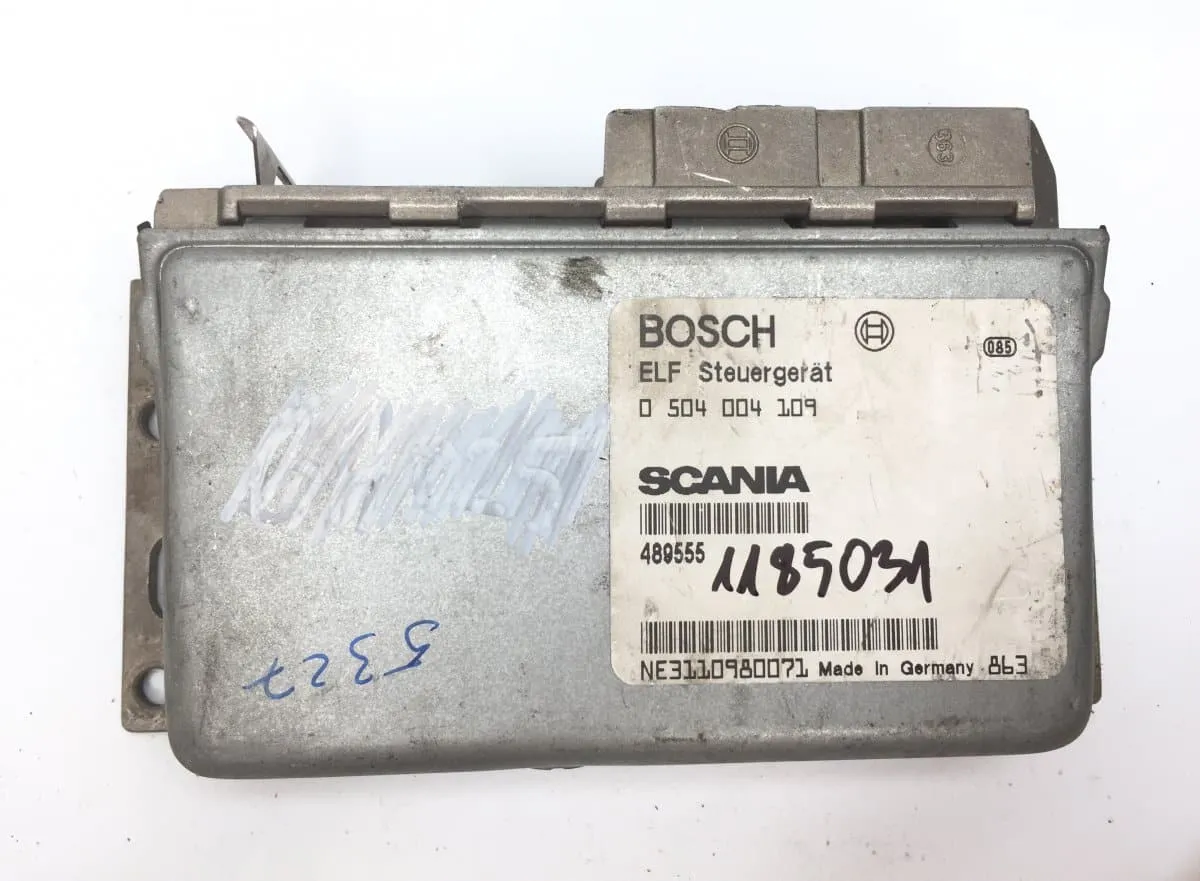 363
BOSCH
085
ELF Steuergerät
0 504 004 109
SCANIA
489555
1185031
NE3110980071 Made in Germany 863
5327